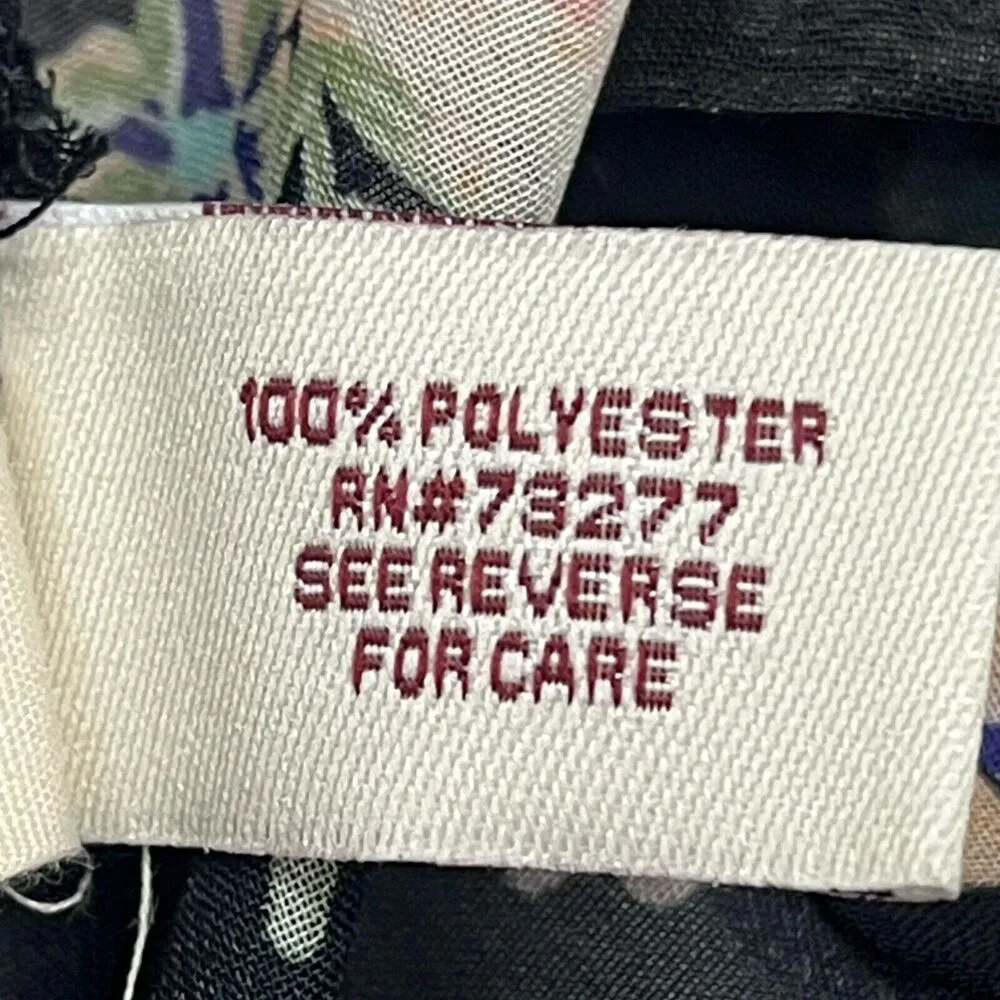 100% POLYESTER
RN#73277
SEE REVERSE
FOR CARE